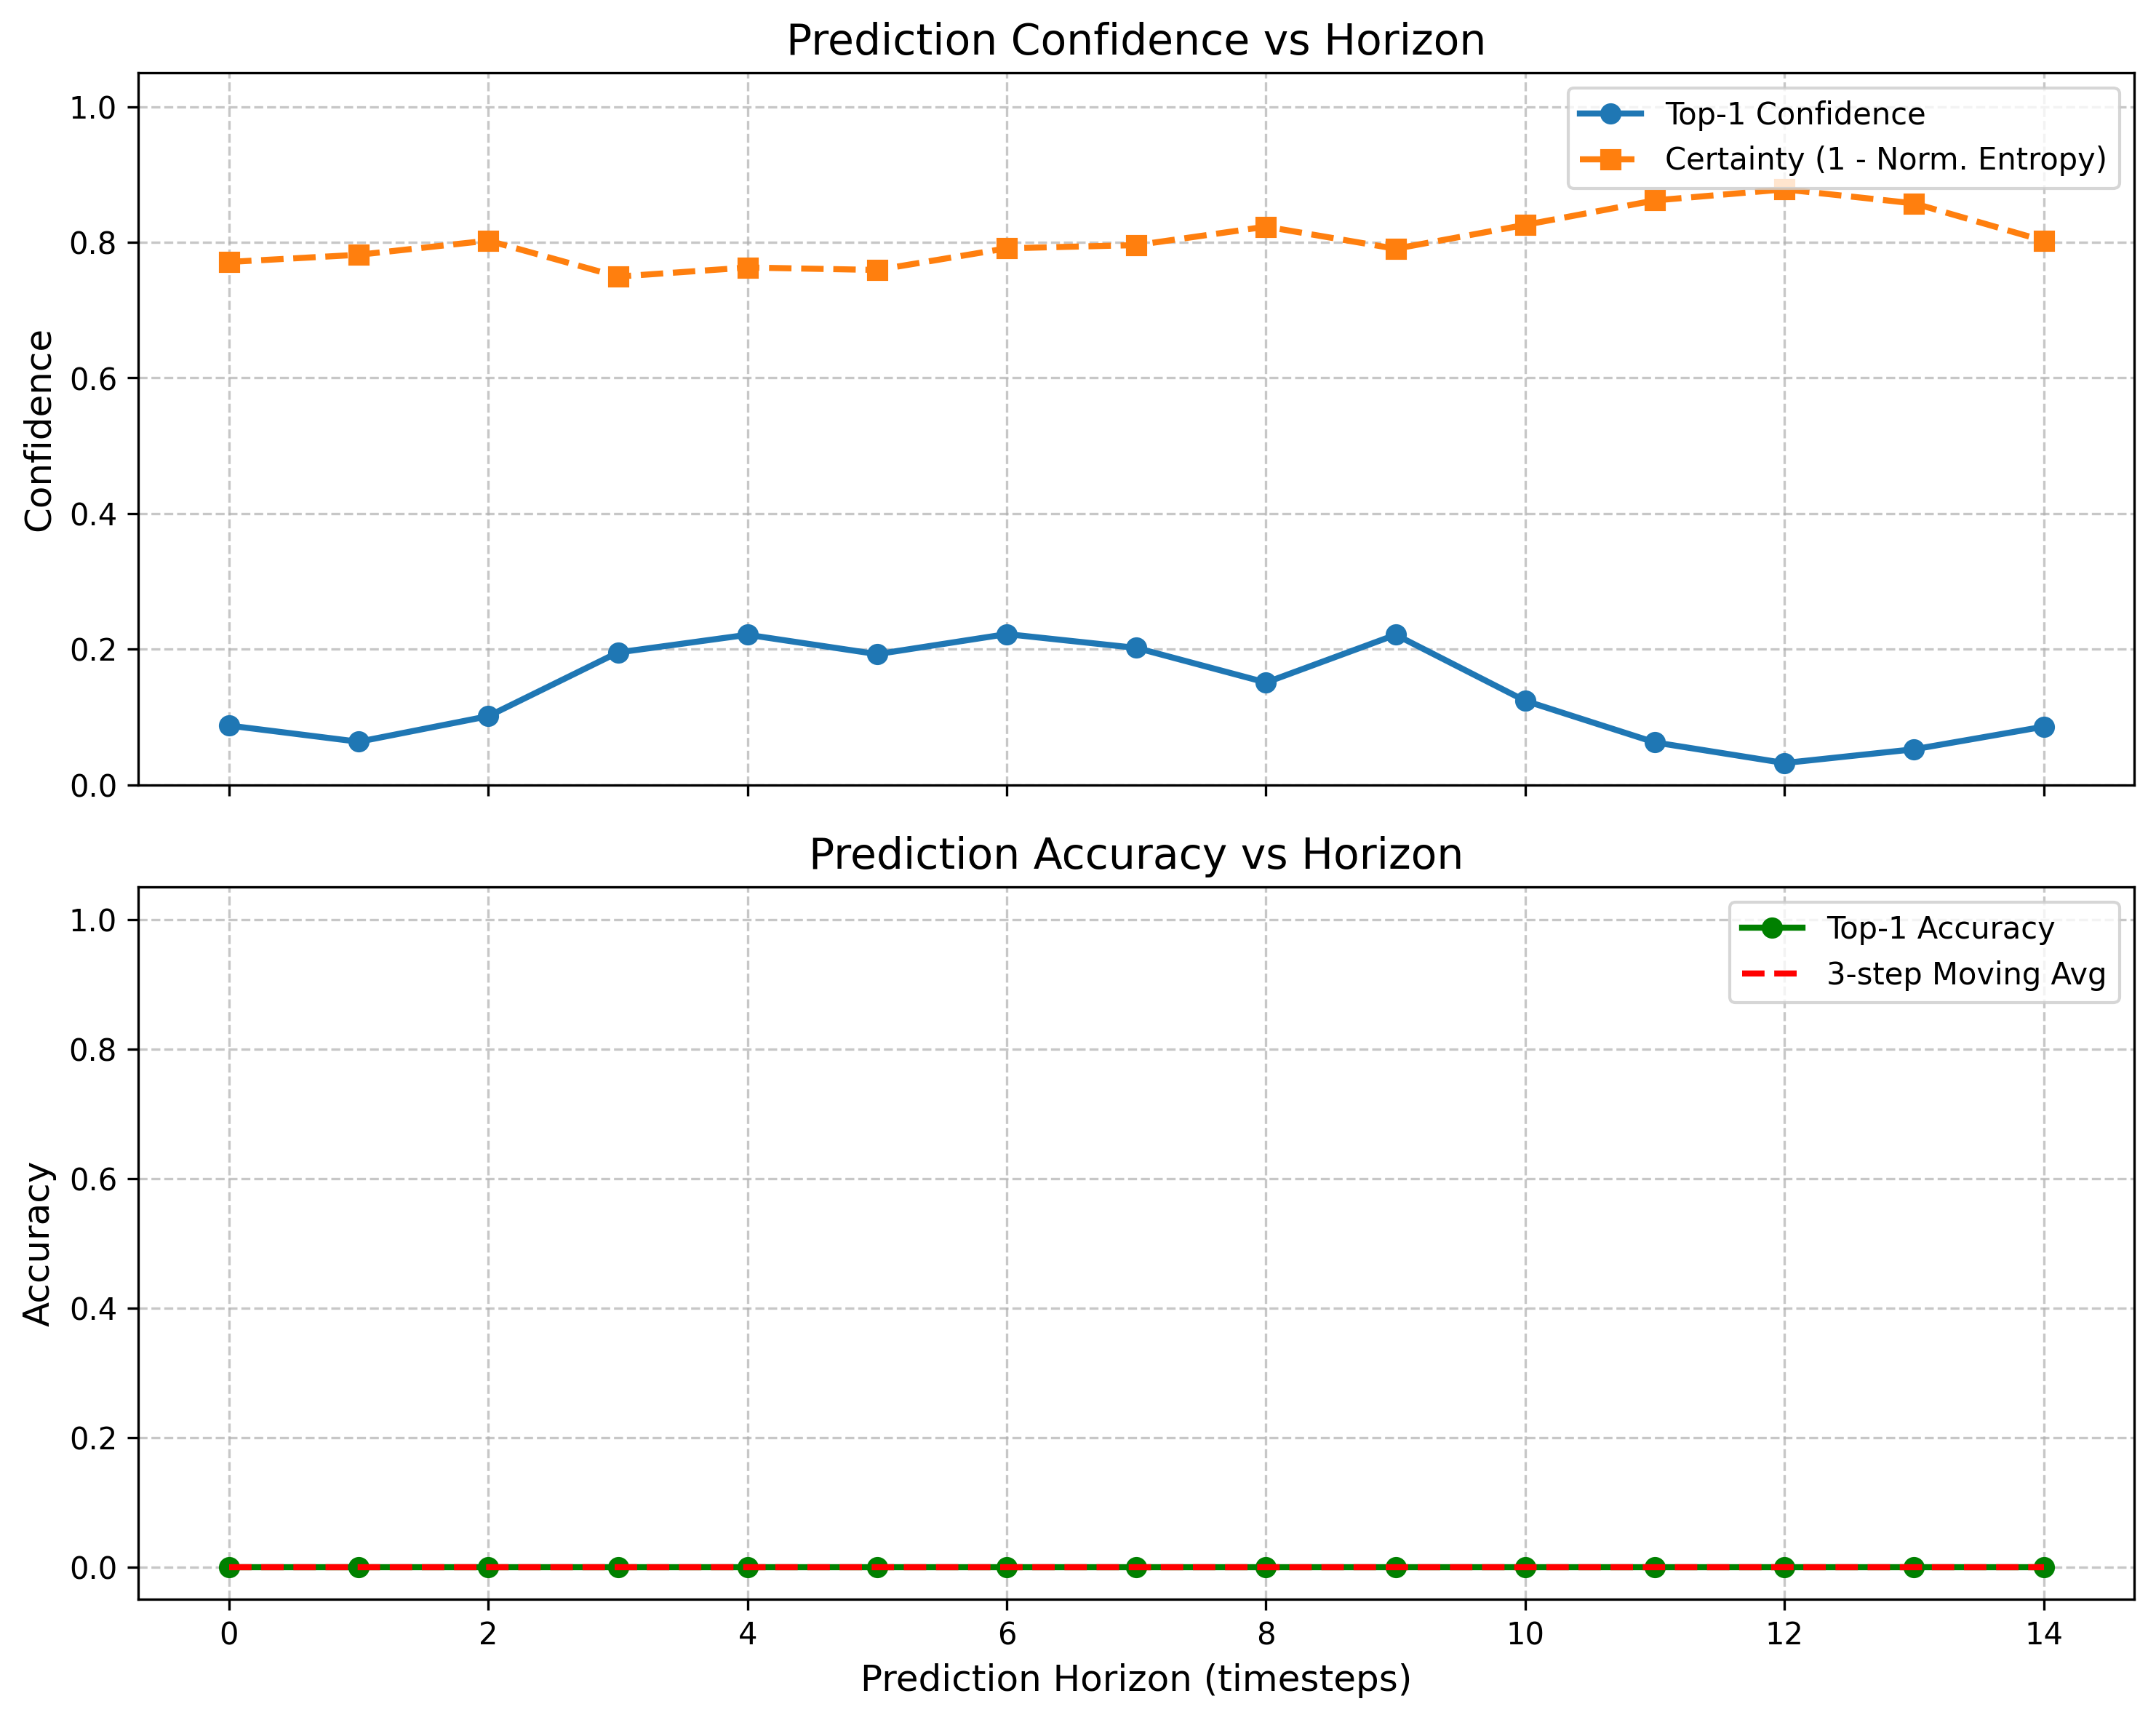 Prediction Confidence vs Horizon
1.0
0.8
0.6
0.4
0.2
0.0
Confidence
Top-1 Confidence
Certainty (1 - Norm. Entropy)
Prediction Accuracy vs Horizon
1.0
0.8
0.6
0.4
0.2
0.0
Accuracy
Top-1 Accuracy
3-step Moving Avg
0 2 4 6 8 10 12 14
Prediction Horizon (timesteps)